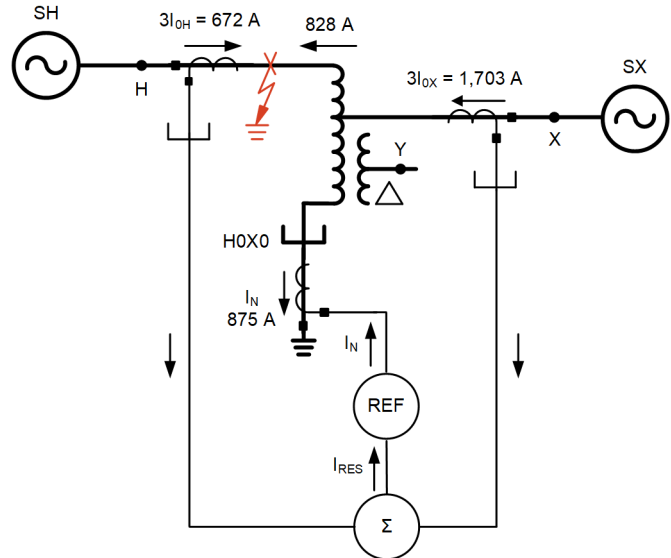 SH
3I0H = 672 A
828 A
H
3I0X = 1,703 A
SX
X
Y
H0X0
IN
875 A
IN
REF
IRES
Σ